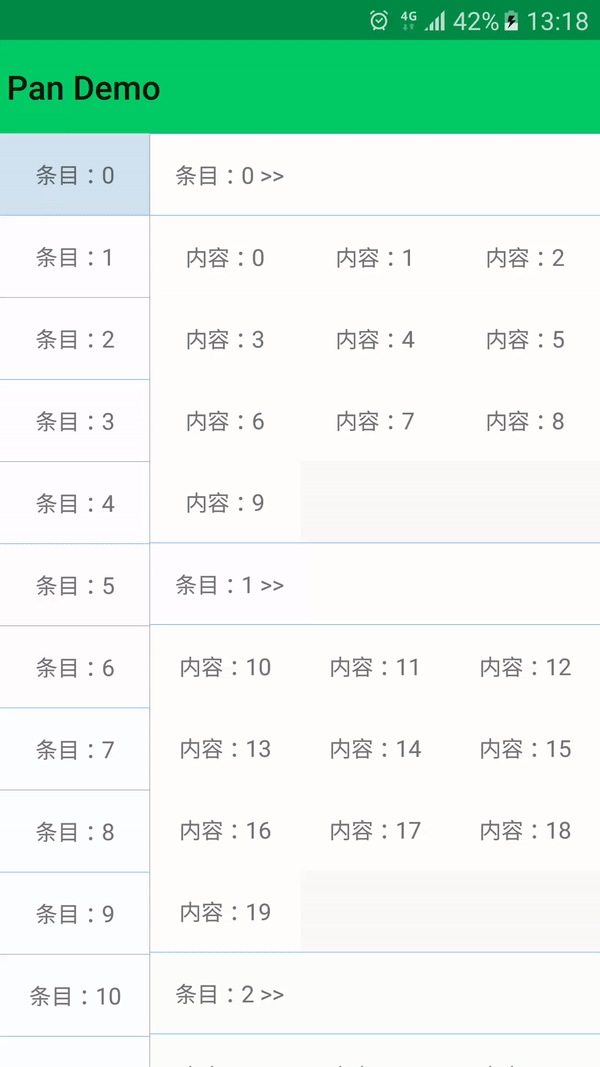 4G 42% 13:18
Pan Demo
条目：0
条目：1
条目：2
条目：3
条目：4
条目：5
条目：6
条目：7
条目：8
条目：9
条目：10
条目：0 >>
内容：0 内容：1 内容：2
内容：3 内容：4 内容：5
内容：6 内容：7 内容：8
内容：9
条目：1 >>
内容：10 内容：11 内容：12
内容：13 内容：14 内容：15
内容：16 内容：17 内容：18
内容：19
条目：2 >>